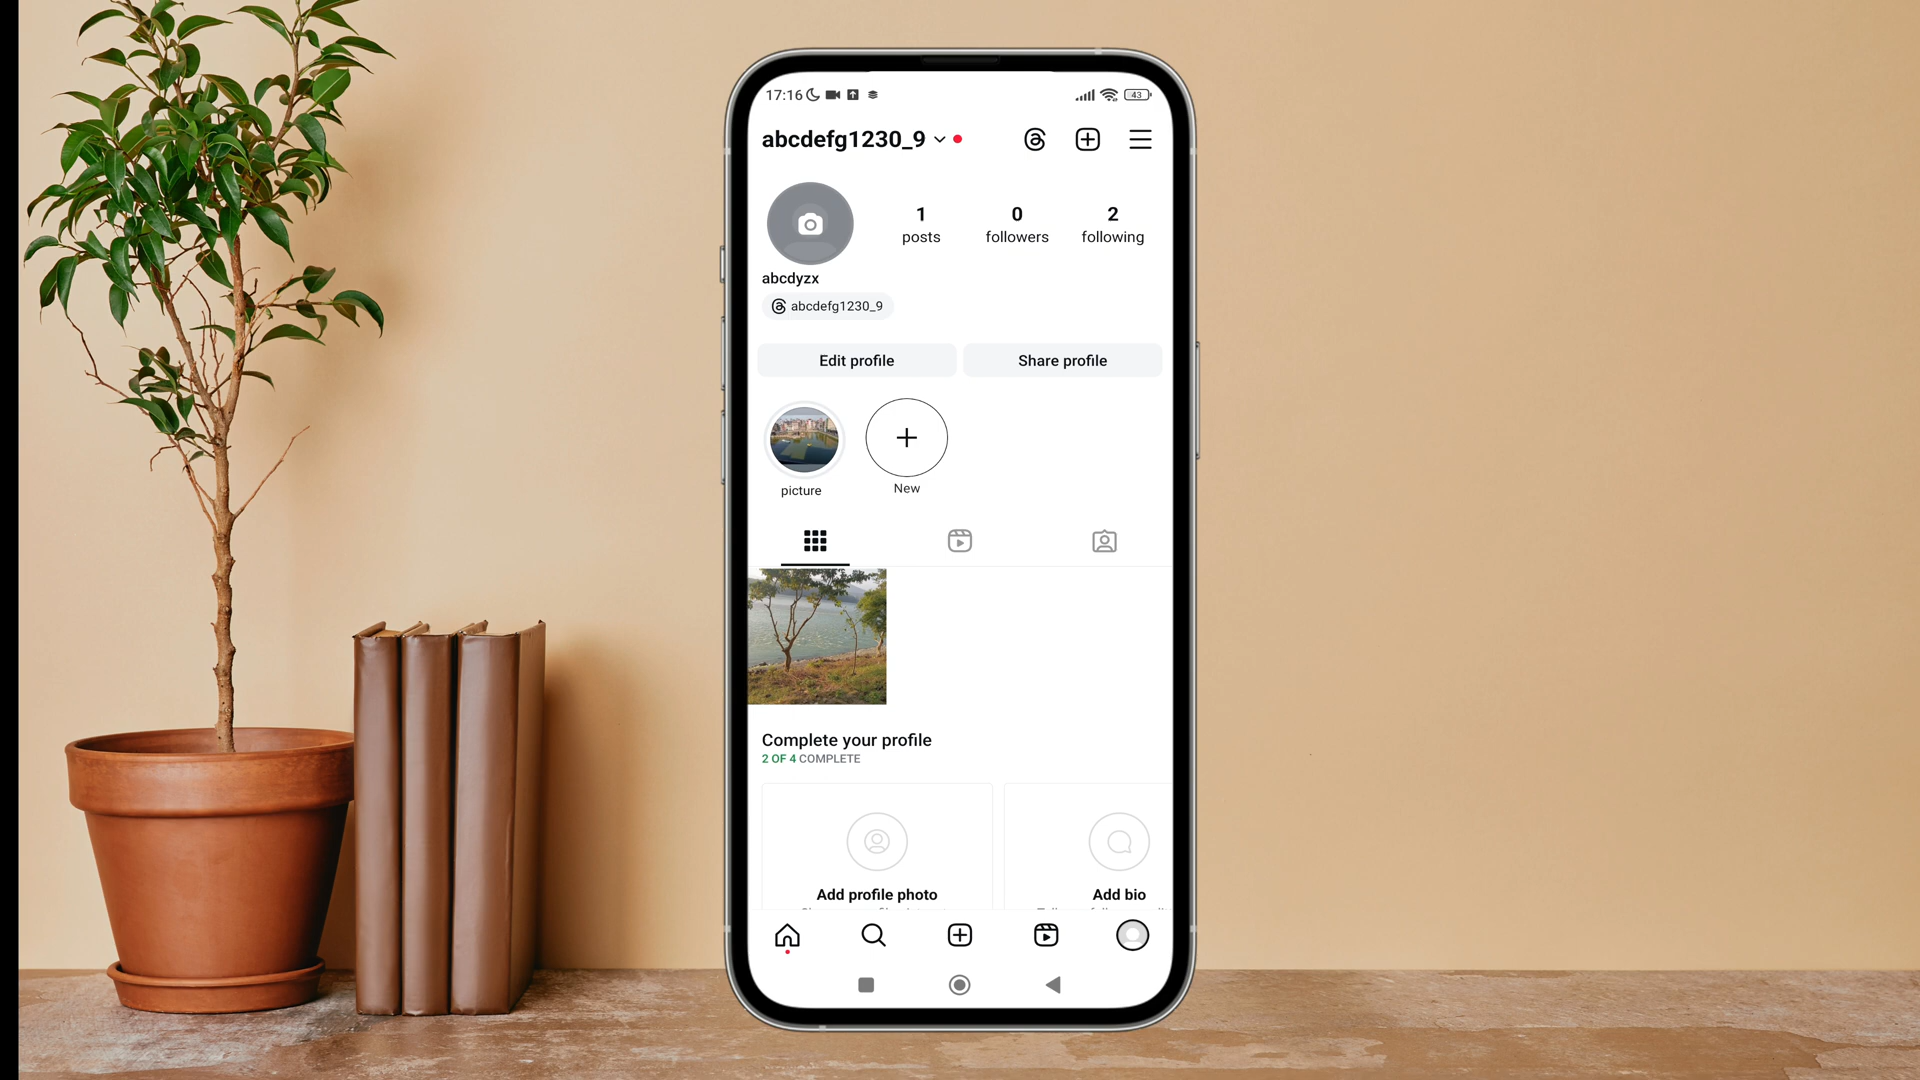 17:16 43
abcdefg1230_9
1 0 2
posts followers following
abcdyzx
abcdefg1230_9
Edit profile Share profile
picture New
Complete your profile
2 OF 4 COMPLETE
Add profile photo Add bio